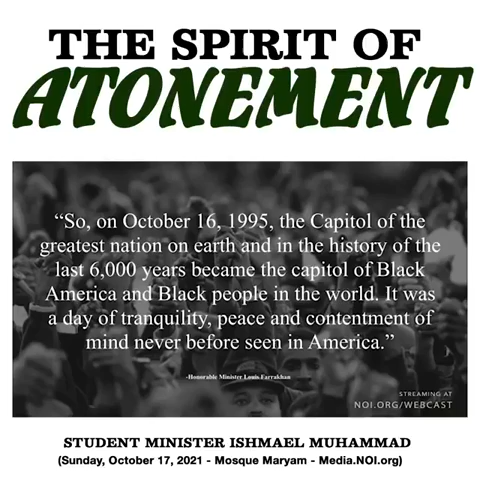 THE SPIRIT OF
ATONEMENT
“So, on October 16, 1995, the Capitol of the
greatest nation on earth and in the history of the
last 6,000 years became the capitol of Black
America and Black people in the world. It was
a day of tranquility, peace and contentment of
mind never before seen in America.”
-Honorable Minister Louis Farrakhan
STREAMING AT
NOI.ORG/WEBCAST
STUDENT MINISTER ISHMAEL MUHAMMAD
(Sunday, October 17, 2021 - Mosque Maryam - Media.NOI.org)